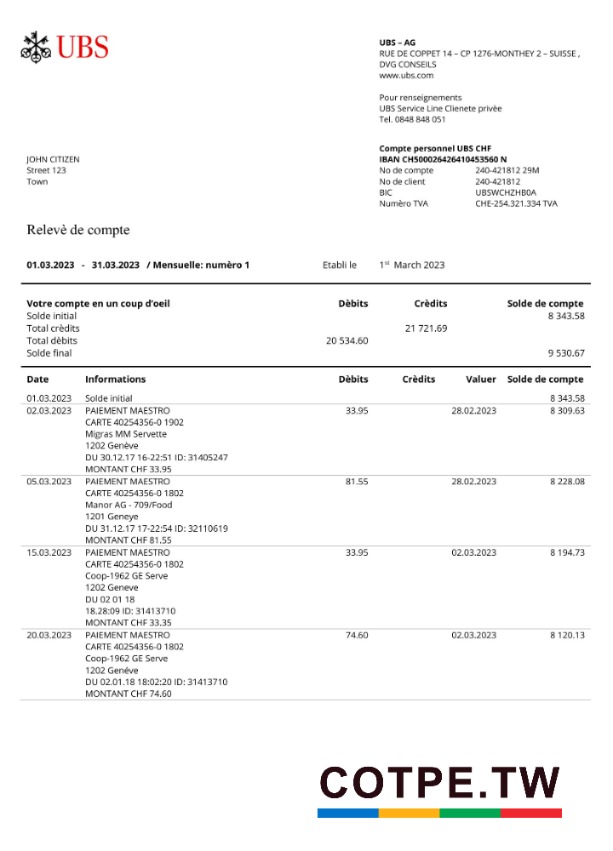 UBS
UBS – AG
RUE DE COPPET 14 – CP 1276-MONTHEY 2 – SUISSE ,
DVG CONSEILS
www.ubs.com
Pour renseignements
UBS Service Line Clienete privèe
Tel. 0848 848 051
Compte personnel UBS CHF
JOHN CITIZEN IBAN CH500026426410453560 N
Street 123 No de compte 240-421812 29M
Town No de client 240-421812
BIC UBSWCHZHB0A
Numèro TVA CHE-254.321.334 TVA
Relevè de compte
01.03.2023 - 31.03.2023 / Mensuelle: numèro 1 Etabli le 1st March 2023
Votre compte en un coup d’oeil Dèbits Crèdits Solde de compte
Solde initial 8 343.58
Total crèdits 21 721.69
Total dèbits 20 534.60
Solde final 9 530.67
Date Informations Dèbits Crèdits Valuer Solde de compte
01.03.2023 Solde initial 8 343.58
02.03.2023 PAIEMENT MAESTRO 33.95 28.02.2023 8 309.63
CARTE 40254356-0 1902
Migras MM Servette
1202 Genève
DU 30.12.17 16-22:51 ID: 31405247
MONTANT CHF 33.95
05.03.2023 PAIEMENT MAESTRO 81.55 28.02.2023 8 228.08
CARTE 40254356-0 1802
Manor AG - 709/Food
1201 Geneye
DU 31.12.17 17-22:54 ID: 32110619
MONTANT CHF 81.55
15.03.2023 PAIEMENT MAESTRO 33.95 02.03.2023 8 194.73
CARTE 40254356-0 1802
Coop-1962 GE Serve
1202 Geneve
DU 02 01 18
18.28:09 ID: 31413710
MONTANT CHF 33.35
20.03.2023 PAIEMENT MAESTRO 74.60 02.03.2023 8 120.13
CARTE 40254356-0 1802
Coop-1962 GE Serve
1202 Genéve
DU 02.01.18 18:02:20 ID: 31413710
MONTANT CHF 74.60
COTPE.TW